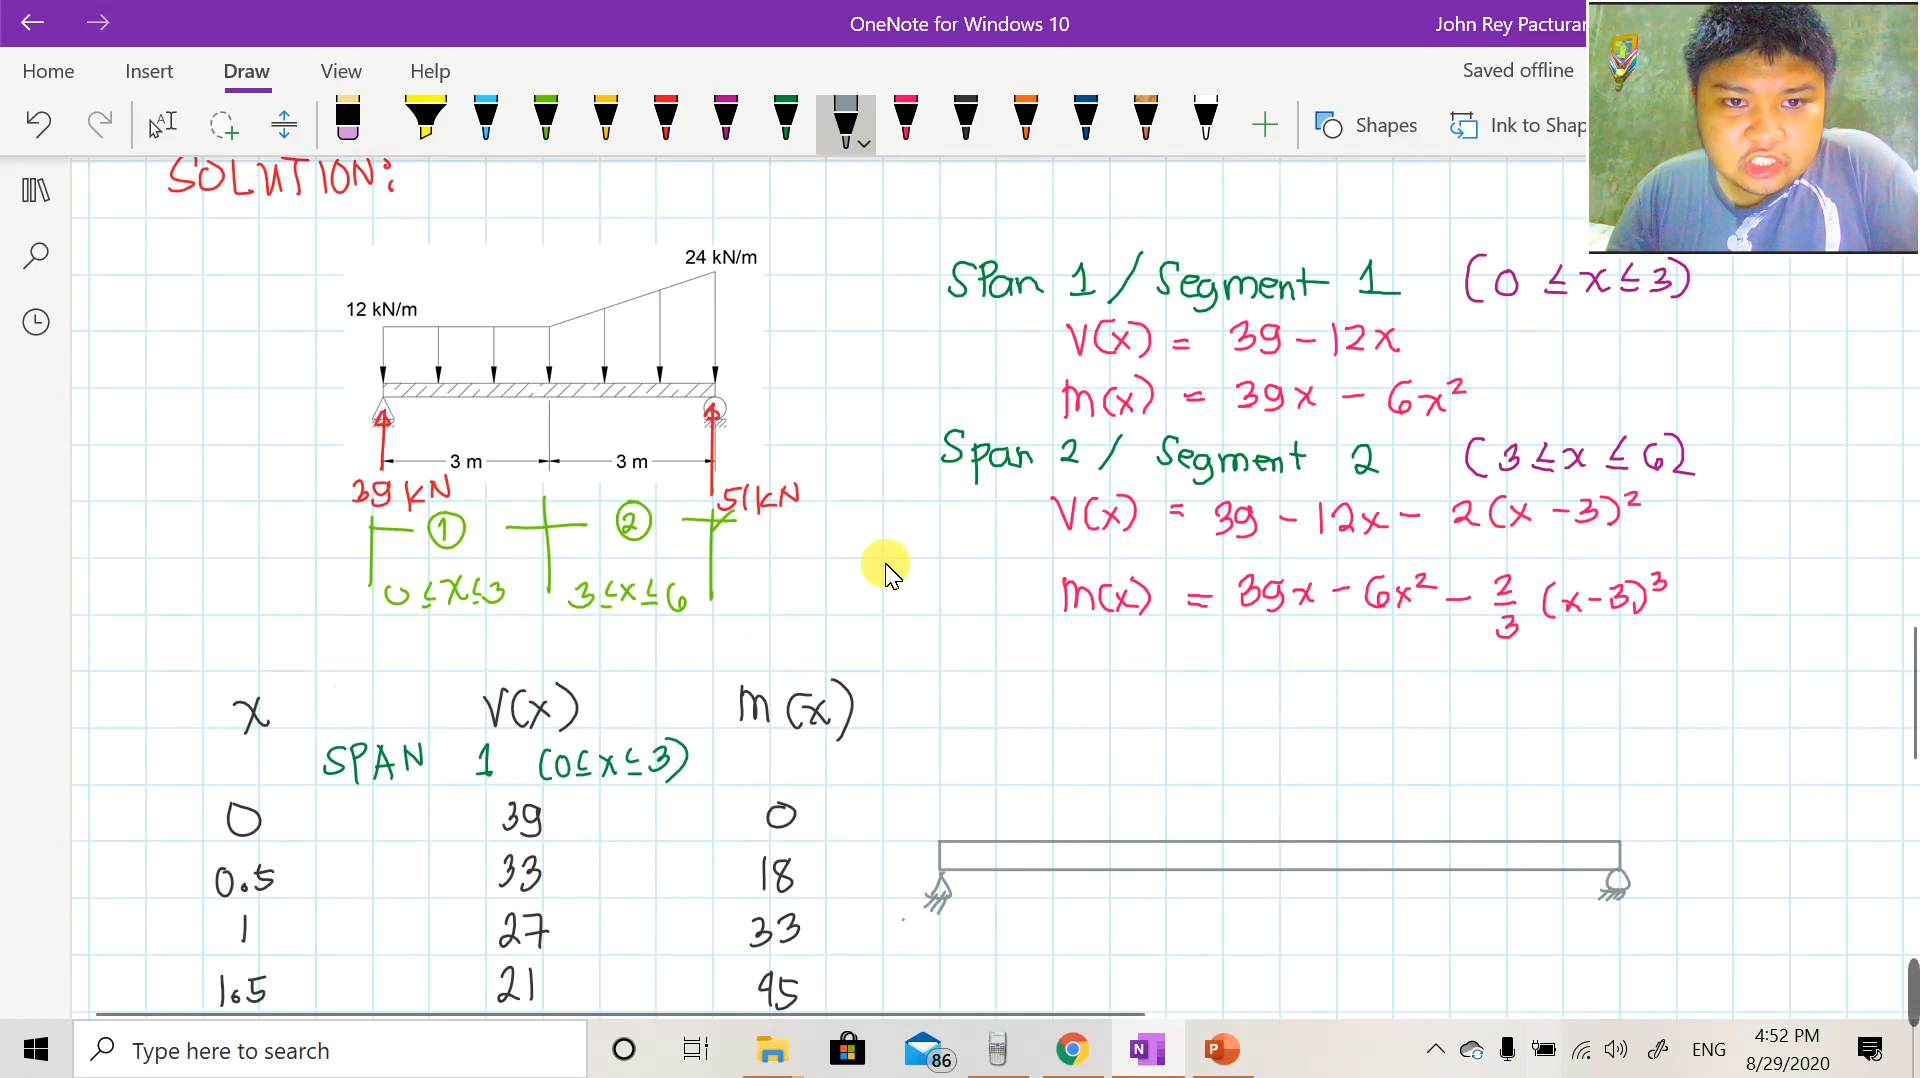 OneNote for Windows 10
John Rey Pacturan
Home Insert Draw View Help
Saved offline
Shapes
Ink to Shap
SOLUTION:
24 kN/m
12 kN/m
3 m 3 m
39 KN
51KN
1 2
0 ≤ x ≤ 3 3 ≤ x ≤ 6
Span 1 / Segment 1 (0 ≤ x ≤ 3)
V(x) = 39 - 12x
m(x) = 39x - 6x²
Span 2 / Segment 2 (3 ≤ x ≤ 6)
V(x) = 39 - 12x - 2(x - 3)²
m(x) = 39x - 6x² - 2/3 (x-3)³
x V(x) m(x)
SPAN 1 (0 ≤ x ≤ 3)
0 39 0
0.5 33 18
1 27 33
1.5 21 45
Type here to search
86
N
P
ENG
4:52 PM
8/29/2020